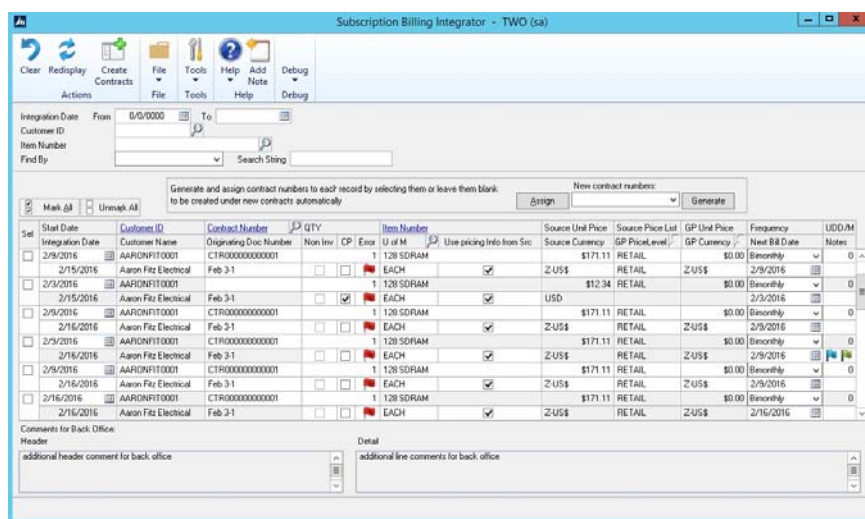 Subscription Billing Integrator - TWO (sa)
Clear Redisplay Create Contracts File Tools Help Add Note Debug
Actions File Tools Help Debug
Integration Date From 0/0/0000 To
Customer ID
Item Number
Find By Search String
Mark All Unmark All
Generate and assign contract numbers to each record by selecting them or leave them blank
to be created under new contracts automatically
Assign New contract numbers: Generate
Sel Start Date Customer ID Contract Number QTY Item Number Source Unit Price Source Price List GP Unit Price Frequency UDD/M
Integration Date Customer Name Originating Doc Number Non Inv CP Error U of M Use pricing Info from Src Source Currency GP PriceLevel GP Currency Next Bill Date Notes
2/9/2016 AARONFIT0001 CTR000000000001 1 128 SDRAM $171.11 RETAIL $0.00 Bimonthly 0
2/15/2016 Aaron Fitz Electrical Feb 3-1 EACH Z-US$ RETAIL Z-US$ 2/9/2016
2/3/2016 AARONFIT0001 1 128 SDRAM $12.34 RETAIL $0.00 Bimonthly 0
2/15/2016 Aaron Fitz Electrical Feb 3-1 EACH USD 2/3/2016
2/9/2016 AARONFIT0001 CTR000000000001 1 128 SDRAM $171.11 RETAIL $0.00 Bimonthly 0
2/16/2016 Aaron Fitz Electrical Feb 3-1 EACH Z-US$ RETAIL Z-US$ 2/9/2016
2/9/2016 AARONFIT0001 CTR000000000001 1 128 SDRAM $171.11 RETAIL $0.00 Bimonthly 0
2/16/2016 Aaron Fitz Electrical Feb 3-1 EACH Z-US$ RETAIL Z-US$ 2/9/2016
2/9/2016 AARONFIT0001 CTR000000000001 1 128 SDRAM $171.11 RETAIL $0.00 Bimonthly 0
2/16/2016 Aaron Fitz Electrical Feb 3-1 EACH Z-US$ RETAIL Z-US$ 2/9/2016
2/16/2016 AARONFIT0001 CTR000000000001 1 128 SDRAM $171.11 RETAIL $0.00 Bimonthly 0
2/16/2016 Aaron Fitz Electrical Feb 3-1 EACH Z-US$ RETAIL Z-US$ 2/16/2016
Comments for Back Office:
Header Detail
additional header comment for back office additional line comments for back office